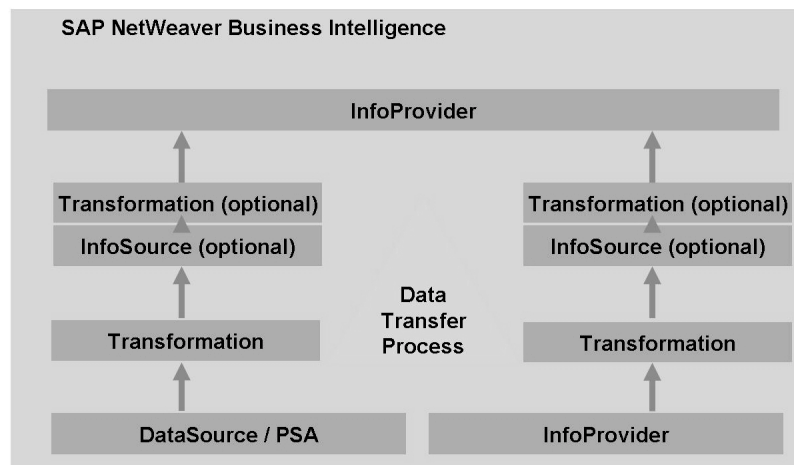 SAP NetWeaver Business Intelligence
InfoProvider
Transformation (optional)
Transformation (optional)
InfoSource (optional)
InfoSource (optional)
Data
Transfer
Process
Transformation
Transformation
DataSource / PSA
InfoProvider